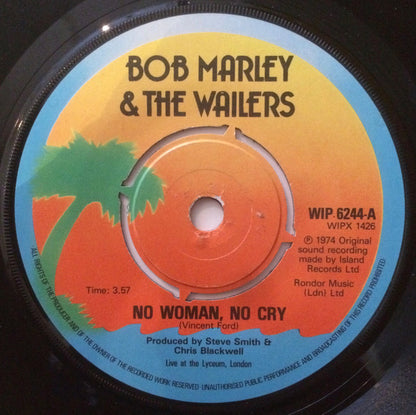 BOB MARLEY
& THE WAILERS
WIP 6244-A
WIPX 1426
℗ 1974 Original
sound recording
made by Island
Records Ltd
Rondor Music
(Ldn) Ltd
Time: 3.57
NO WOMAN, NO CRY
(Vincent Ford)
Produced by Steve Smith &
Chris Blackwell
Live at the Lyceum, London
ALL RIGHTS OF THE PRODUCER AND OF THE OWNER OF THE RECORDED WORK RESERVED · UNAUTHORISED PUBLIC PERFORMANCE AND BROADCASTING OF THIS RECORD PROHIBITED